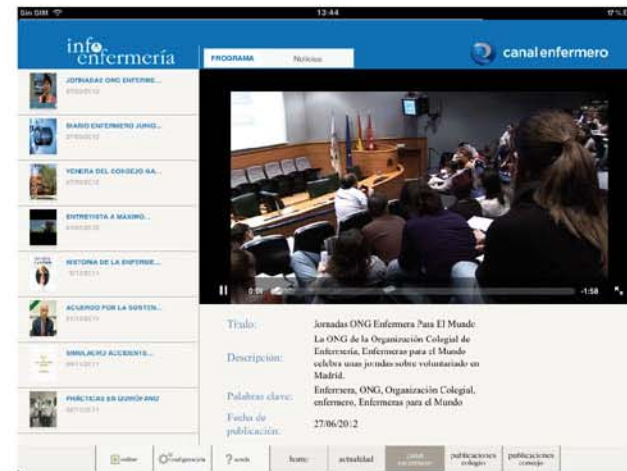 Sin SIM 13:44
info enfermería
PROGRAMA Noticias
canal enfermero
JORNADAS ONG ENFERME...
DIARIO ENFERMERO JUNIO...
VENERA DEL CONSEJO GA...
ENTREVISTA A MÁXIMO...
HISTORIA DE LA ENFERME...
ACUERDO POR LA SOSTEN...
SIMULACRO ACCIDENTE...
PRÁCTICAS EN QUIRÓFANO
0:01 -1:58
Título: Jornadas ONG Enfermera Para El Mundo
Descripción: La ONG de la Organización Colegial de
Enfermería, Enfermeras para el Mundo
celebra unas jornadas sobre voluntariado en
Madrid.
Palabras clave: Enfermera, ONG, Organización Colegial,
enfermero, Enfermeras para el Mundo
Fecha de
publicación: 27/06/2012
configuración ? ayuda home actualidad canal
enfermero publicaciones
colegio publicaciones
consejo